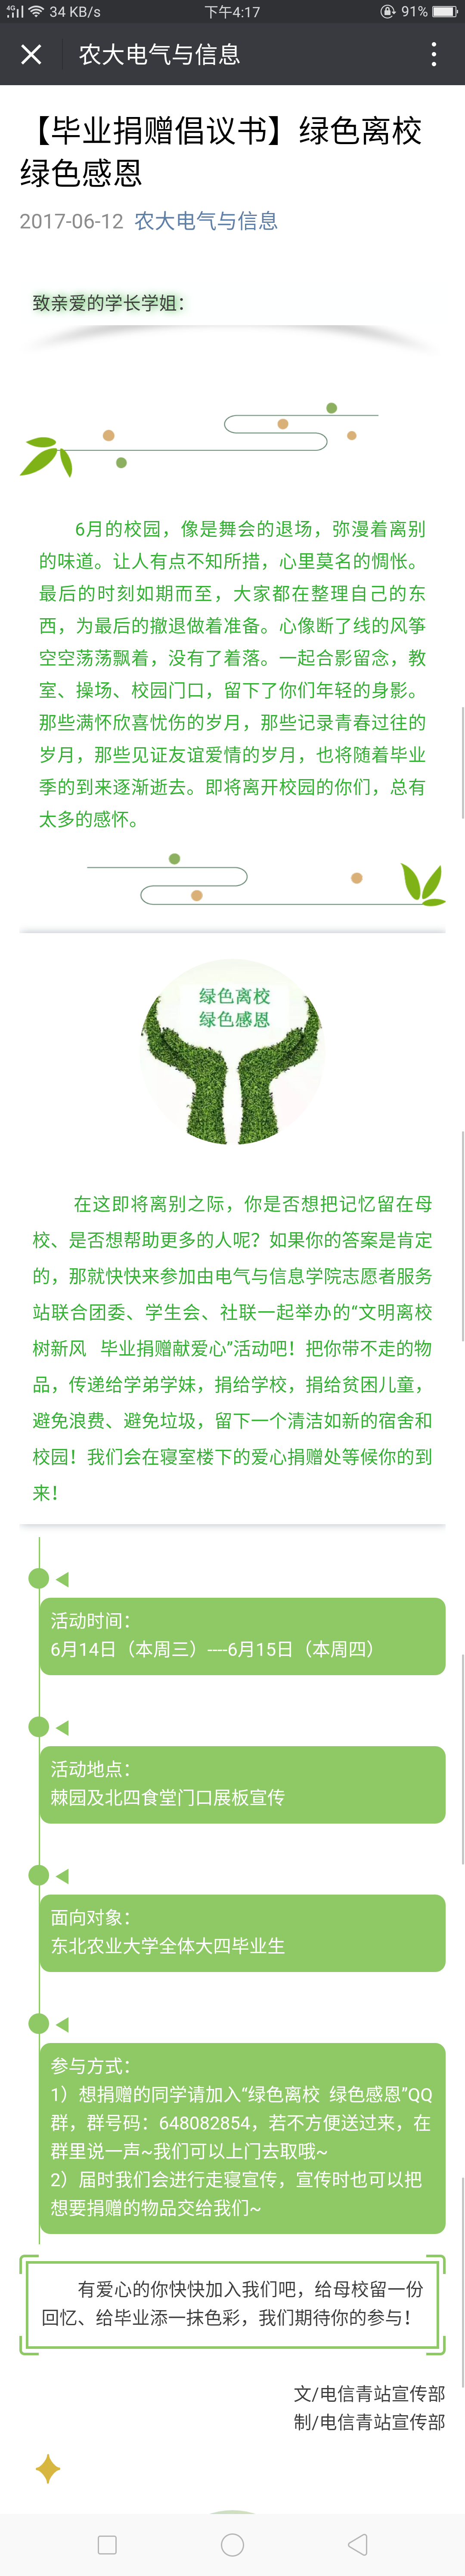 4G 34 KB/s 下午4:17 91%
农大电气与信息
【毕业捐赠倡议书】绿色离校
绿色感恩
2017-06-12 农大电气与信息
致亲爱的学长学姐：
6月的校园，像是舞会的退场，弥漫着离别
的味道。让人有点不知所措，心里莫名的惆怅。
最后的时刻如期而至，大家都在整理自己的东
西，为最后的撤退做着准备。心像断了线的风筝
空空荡荡飘着，没有了着落。一起合影留念，教
室、操场、校园门口，留下了你们年轻的身影。
那些满怀欣喜忧伤的岁月，那些记录青春过往的
岁月，那些见证友谊爱情的岁月，也将随着毕业
季的到来逐渐逝去。即将离开校园的你们，总有
太多的感怀。
绿色离校
绿色感恩
在这即将离别之际，你是否想把记忆留在母
校、是否想帮助更多的人呢？如果你的答案是肯定
的，那就快快来参加由电气与信息学院志愿者服务
站联合团委、学生会、社联一起举办的“文明离校
树新风 毕业捐赠献爱心”活动吧！把你带不走的物
品，传递给学弟学妹，捐给学校，捐给贫困儿童，
避免浪费、避免垃圾，留下一个清洁如新的宿舍和
校园！我们会在寝室楼下的爱心捐赠处等候你的到
来！
活动时间：
6月14日（本周三）----6月15日（本周四）
活动地点：
棘园及北四食堂门口展板宣传
面向对象：
东北农业大学全体大四毕业生
参与方式：
1）想捐赠的同学请加入“绿色离校 绿色感恩”QQ
群，群号码：648082854，若不方便送过来，在
群里说一声~我们可以上门去取哦~
2）届时我们会进行走寝宣传，宣传时也可以把
想要捐赠的物品交给我们~
有爱心的你快快加入我们吧，给母校留一份
回忆、给毕业添一抹色彩，我们期待你的参与！
文/电信青站宣传部
制/电信青站宣传部